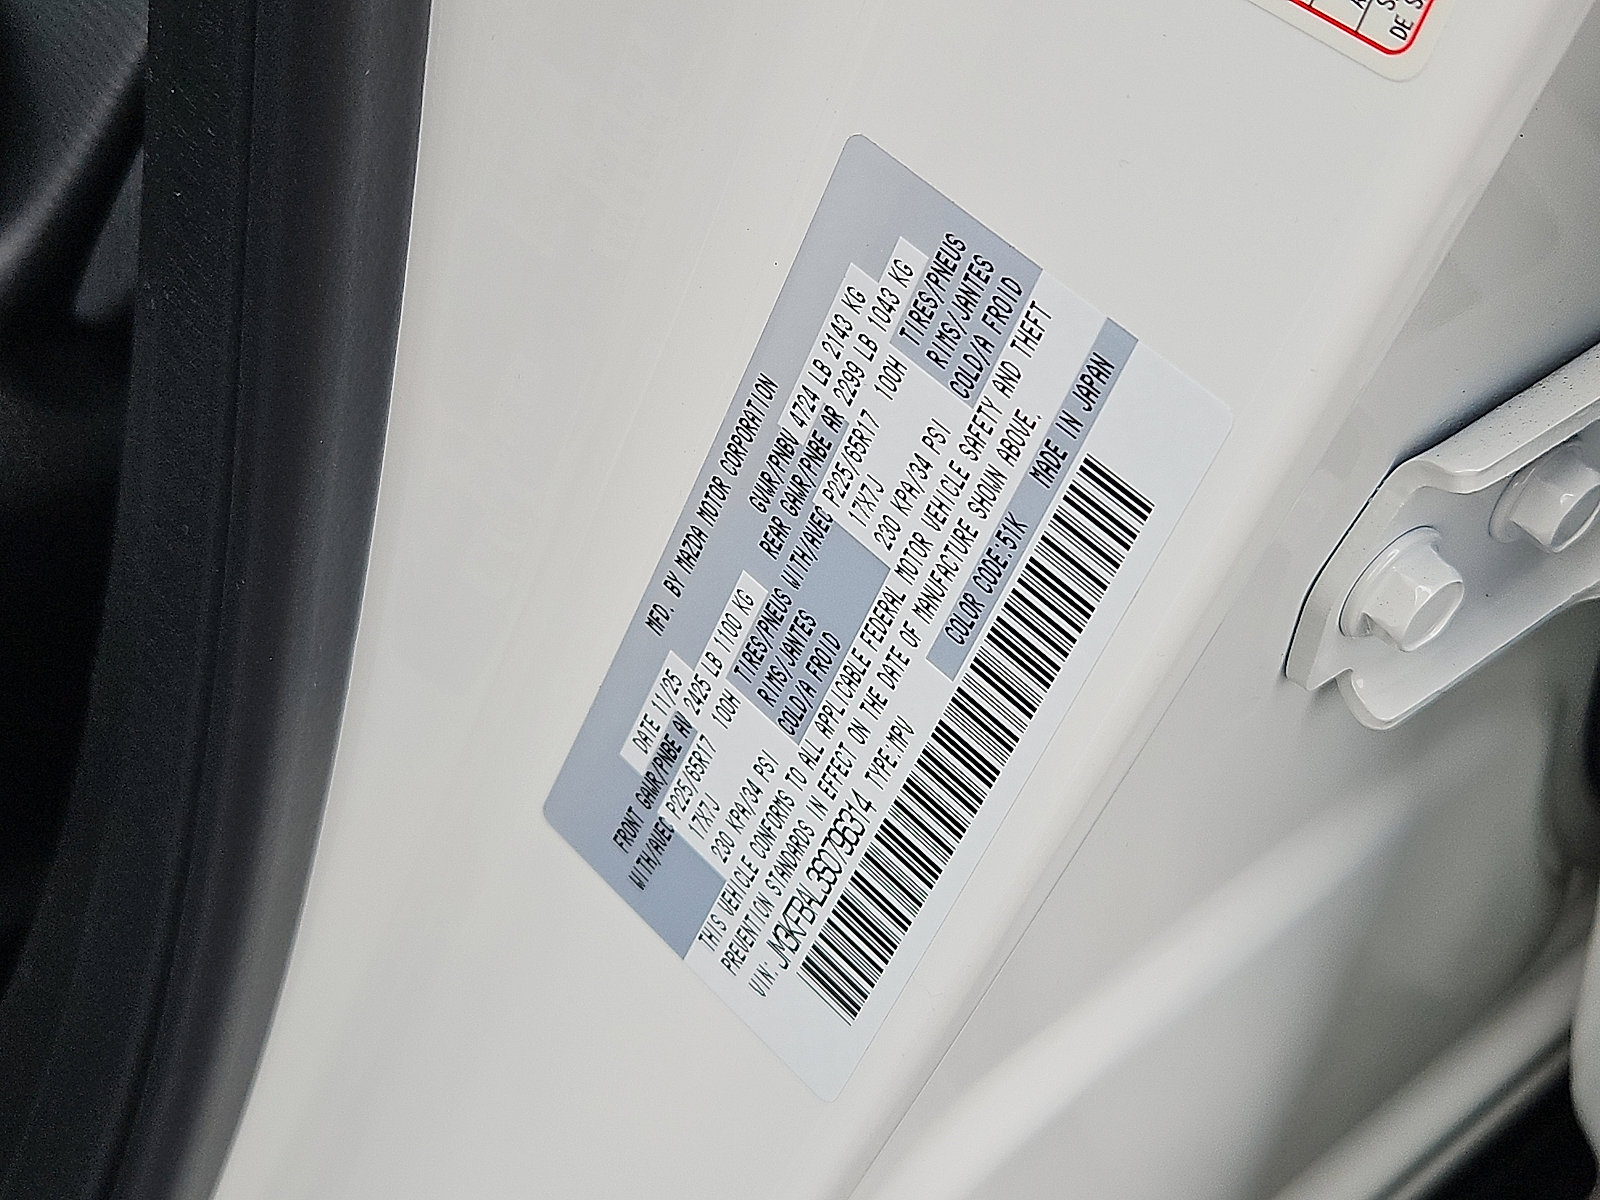 MFD. BY MAZDA MOTOR CORPORATION
DATE 11/25 GVWR/PNBV 4724 LB 2143 KG
FRONT GAWR/PNBE AV 2425 LB 1100 KG REAR GAWR/PNBE AR 2299 LB 1043 KG
WITH/AVEC P225/65R17 100H TIRES/PNEUS WITH/AVEC P225/65R17 100H TIRES/PNEUS
17X7J RIMS/JANTES 17X7J RIMS/JANTES
230 KPA/34 PSI COLD/A FROID 230 KPA/34 PSI COLD/A FROID
THIS VEHICLE CONFORMS TO ALL APPLICABLE FEDERAL MOTOR VEHICLE SAFETY AND THEFT
PREVENTION STANDARDS IN EFFECT ON THE DATE OF MANUFACTURE SHOWN ABOVE.
VIN: JM3KFBAL3S0796314 TYPE:MPV COLOR CODE:51K MADE IN JAPAN
DE S